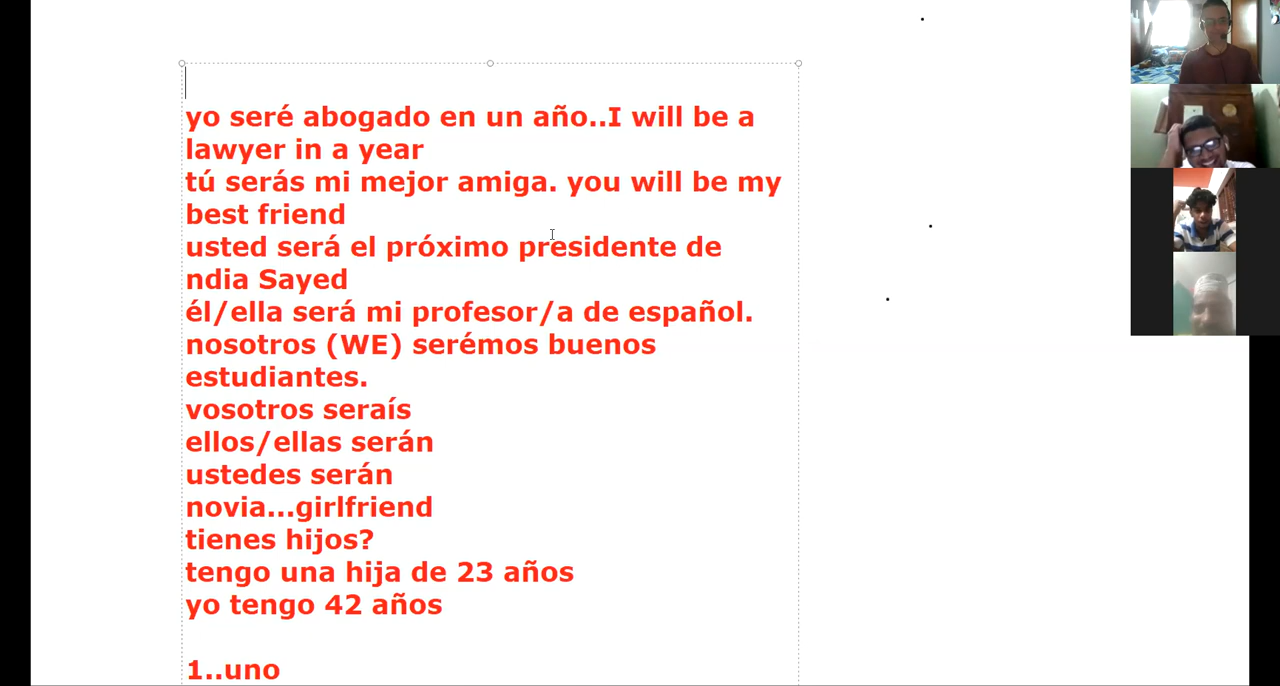 yo seré abogado en un año..I will be a
lawyer in a year
tú serás mi mejor amiga. you will be my
best friend
usted será el próximo presidente de
ndia Sayed
él/ella será mi profesor/a de español.
nosotros (WE) serémos buenos
estudiantes.
vosotros seraís
ellos/ellas serán
ustedes serán
novia...girlfriend
tienes hijos?
tengo una hija de 23 años
yo tengo 42 años
1..uno